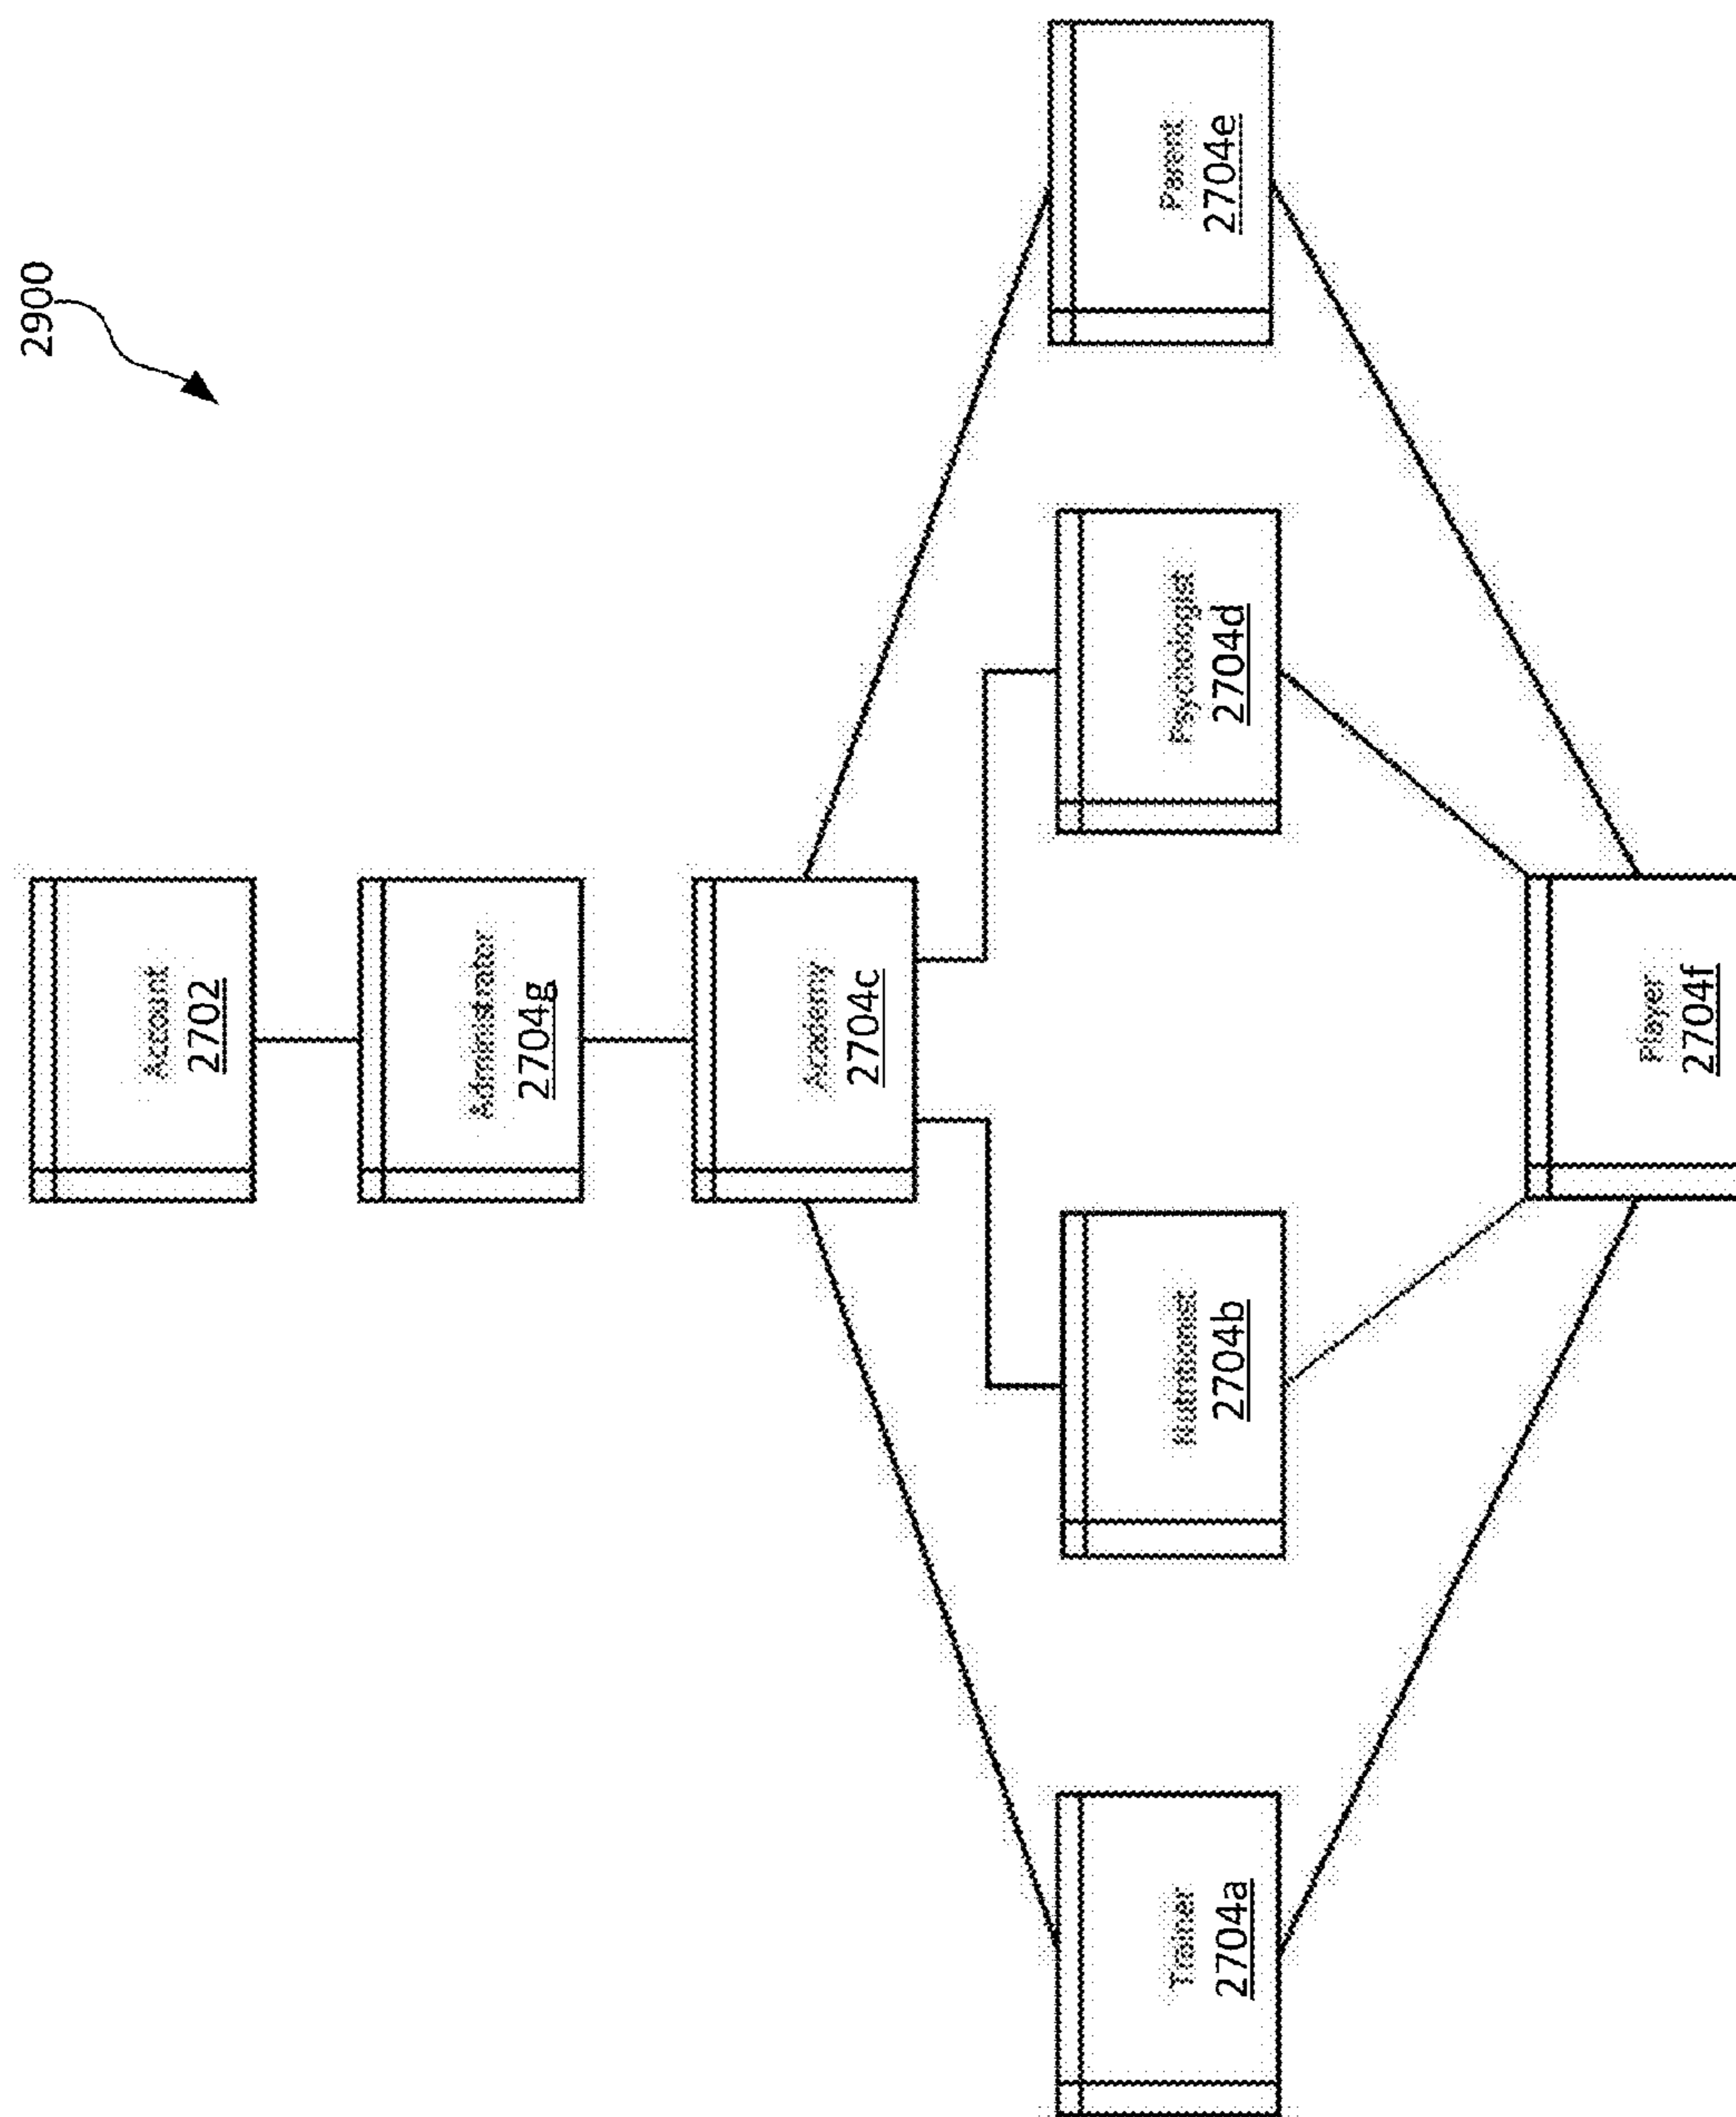 2900
Account
2702
Administrator
2704g
Academy
2704c
Trainer
2704a
Nutritionist
2704b
Psychologist
2704d
Parent
2704e
Player
2704f